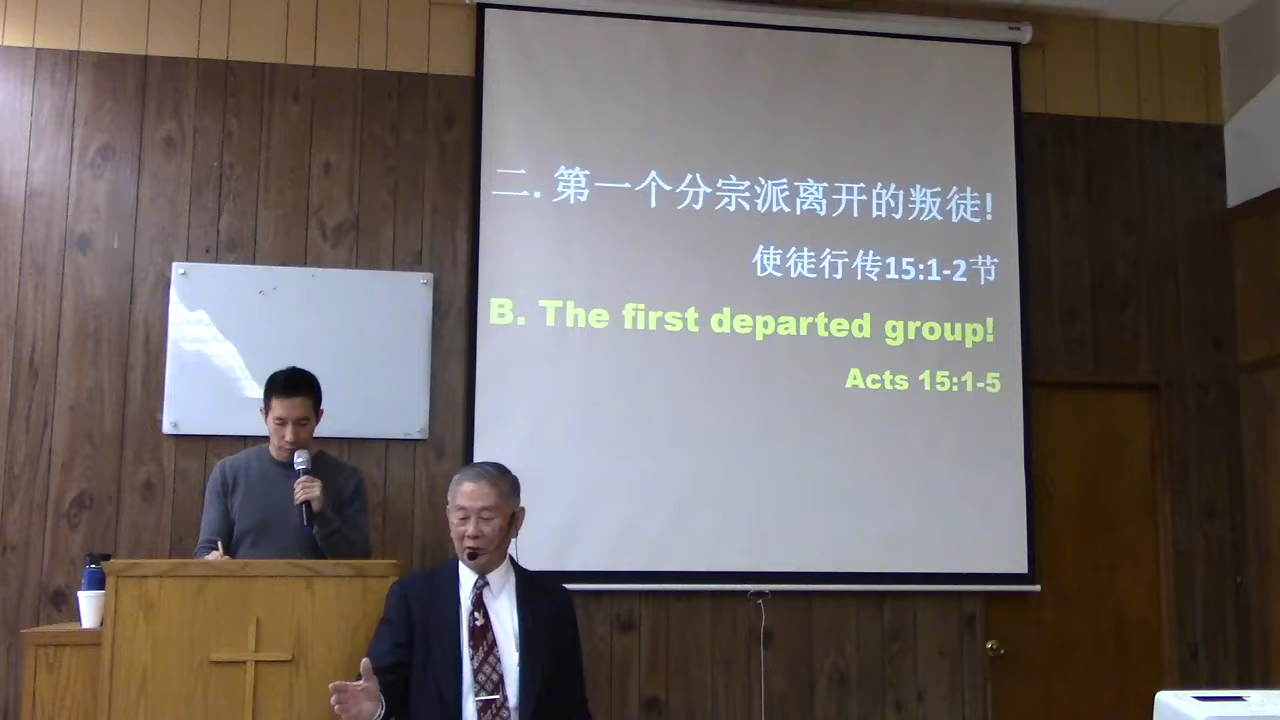 二. 第一个分宗派离开的叛徒!
使徒行传15:1-2节
B. The first departed group!
Acts 15:1-5